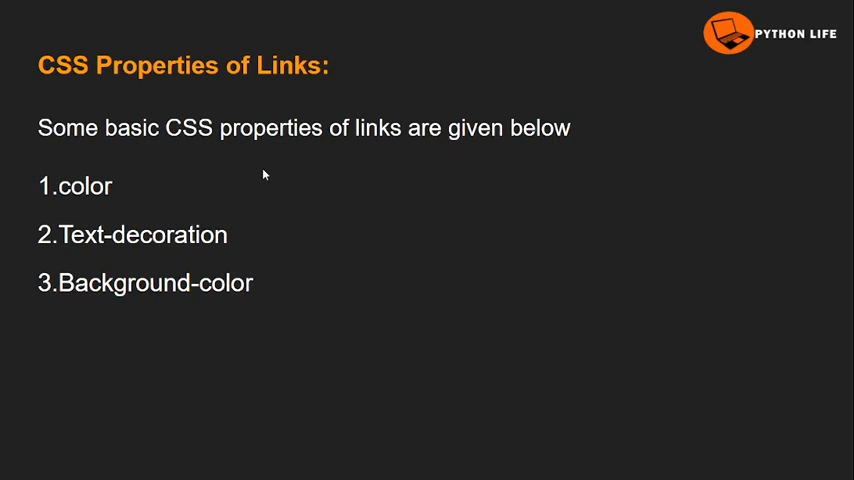 PYTHON LIFE
CSS Properties of Links:
Some basic CSS properties of links are given below
1.color
2.Text-decoration
3.Background-color